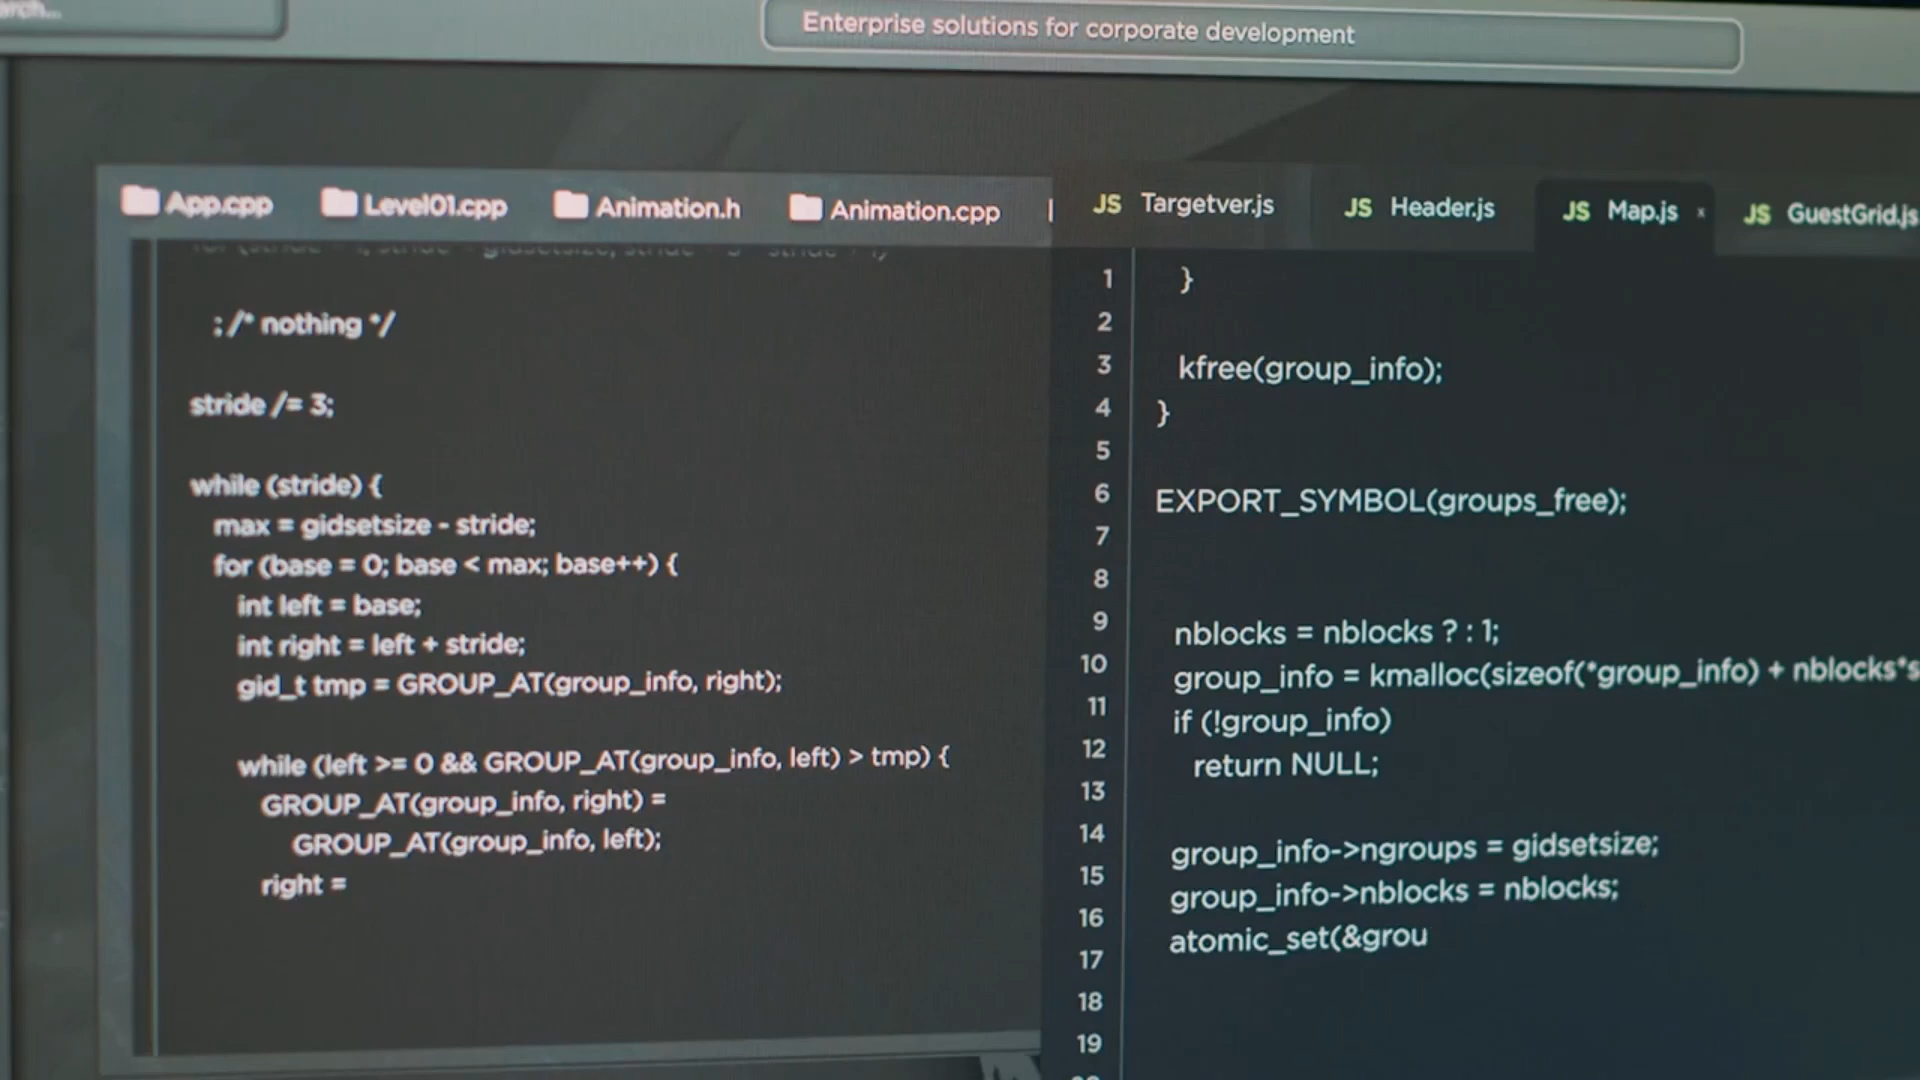 Enterprise solutions for corporate development
App.cpp Level01.cpp Animation.h Animation.cpp
; /* nothing */
stride /= 3;
while (stride) {
max = gidsetsize - stride;
for (base = 0; base < max; base++) {
int left = base;
int right = left + stride;
gid_t tmp = GROUP_AT(group_info, right);
while (left >= 0 && GROUP_AT(group_info, left) > tmp) {
GROUP_AT(group_info, right) =
GROUP_AT(group_info, left);
right =
JS Targetver.js JS Header.js JS Map.js x JS GuestGrid.js
1 }
2
3 kfree(group_info);
4 }
5
6 EXPORT_SYMBOL(groups_free);
7
8
9 nblocks = nblocks ? : 1;
10 group_info = kmalloc(sizeof(*group_info) + nblocks*s
11 if (!group_info)
12 return NULL;
13
14 group_info->ngroups = gidsetsize;
15 group_info->nblocks = nblocks;
16 atomic_set(&grou
17
18
19